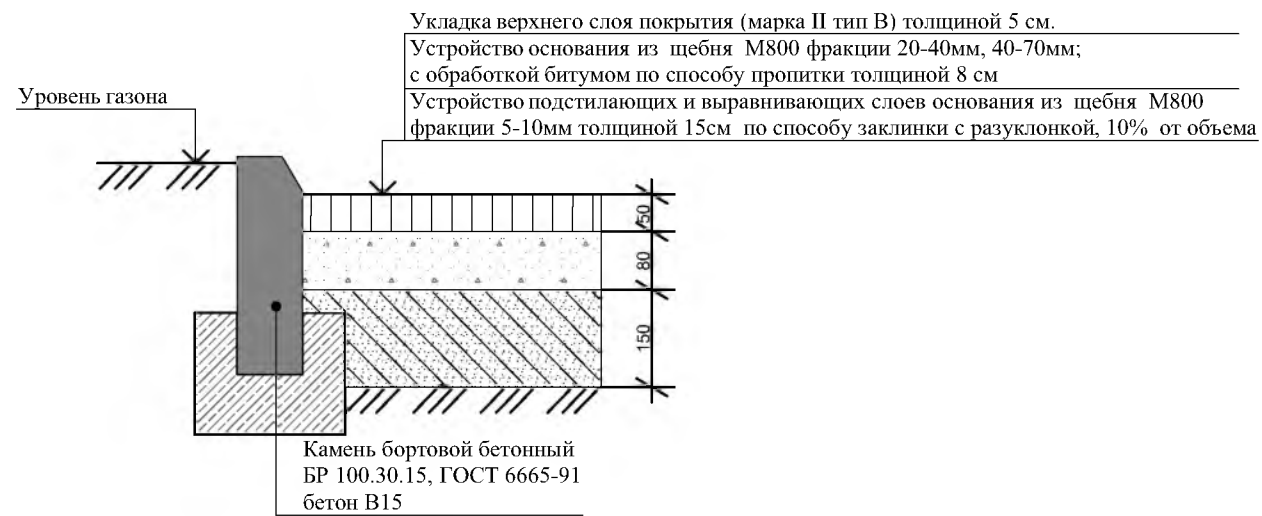 Укладка верхнего слоя покрытия (марка II тип В) толщиной 5 см.
Устройство основания из щебня М800 фракции 20-40мм, 40-70мм;
с обработкой битумом по способу пропитки толщиной 8 см
Уровень газона
Устройство подстилающих и выравнивающих слоев основания из щебня М800
фракции 5-10мм толщиной 15см по способу заклинки с разуклонкой, 10% от объема
50
80
150
Камень бортовой бетонный
БР 100.30.15, ГОСТ 6665-91
бетон В15